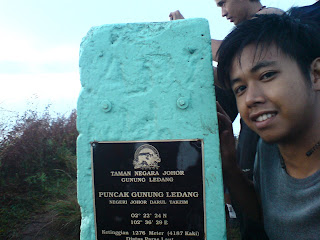 TAMAN NEGARA JOHOR
GUNUNG LEDANG
PUNCAK GUNUNG LEDANG
NEGERI JOHOR DARUL TAKZIM
02° 22' 24 N
102° 36' 29 E
Ketinggian 1276 Meter (4187 Kaki)
Diatas Paras Laut